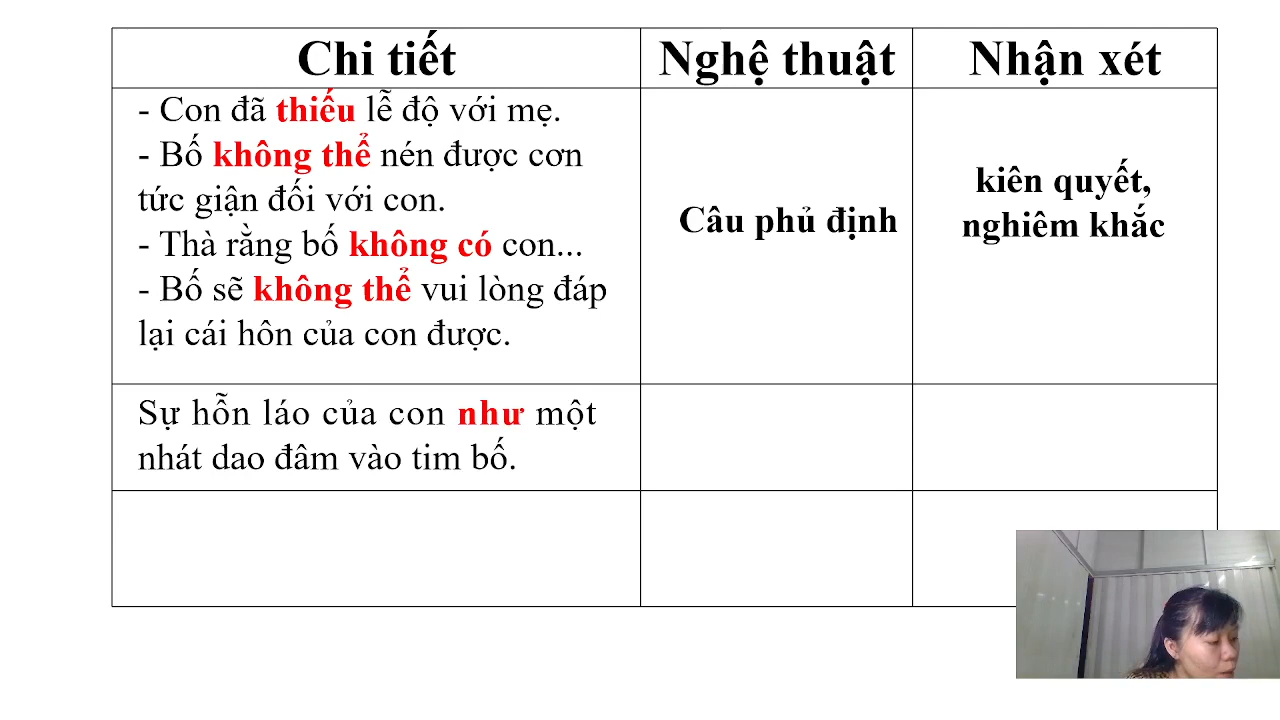 Chi tiết
Nghệ thuật
Nhận xét
- Con đã thiếu lễ độ với mẹ.
- Bố không thể nén được cơn
tức giận đối với con.
- Thà rằng bố không có con...
- Bố sẽ không thể vui lòng đáp
lại cái hôn của con được.
Câu phủ định
kiên quyết,
nghiêm khắc
Sự hỗn láo của con như một
nhát dao đâm vào tim bố.